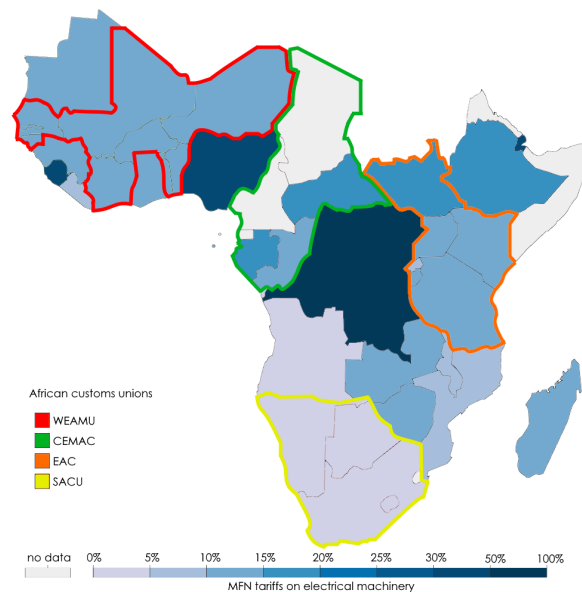 African customs unions
WEAMU
CEMAC
EAC
SACU
no data 0% 5% 10% 15% 20% 25% 30% 50% 100%
MFN tariffs on electrical machinery